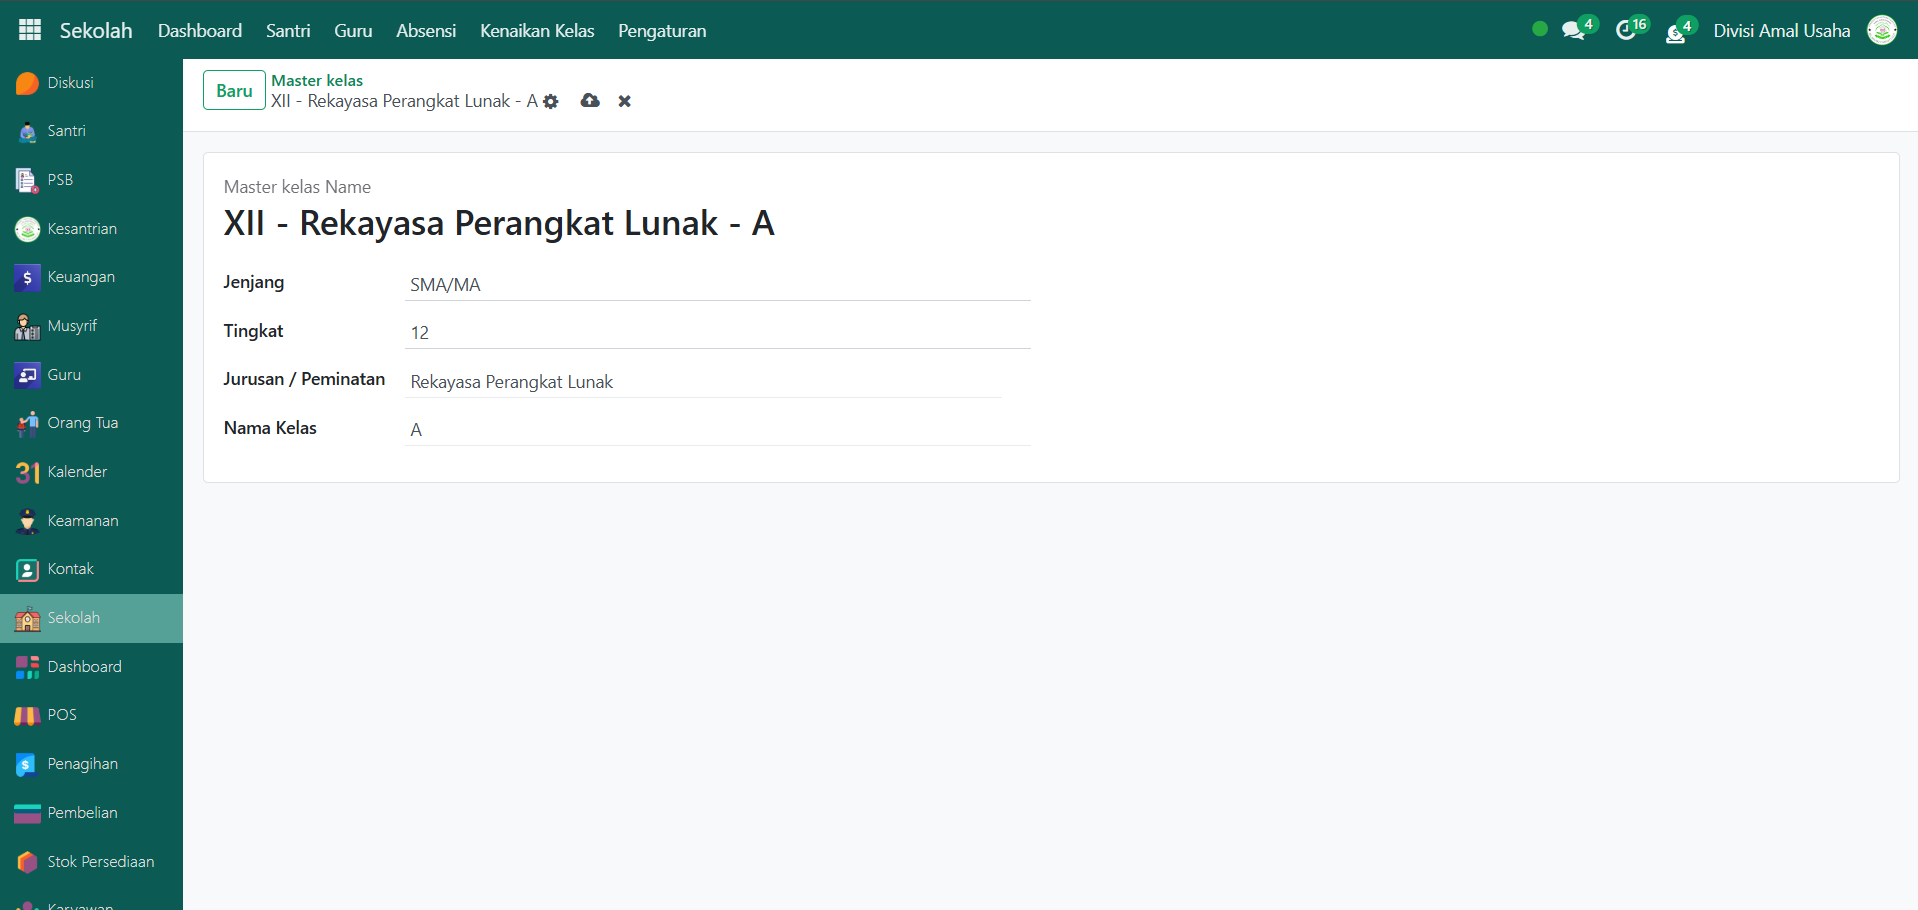 Sekolah Dashboard Santri Guru Absensi Kenaikan Kelas Pengaturan 4 16 4 Divisi Amal Usaha
Diskusi
Santri
PSB
Kesantrian
Keuangan
Musyrif
Guru
Orang Tua
31 Kalender
Keamanan
Kontak
Sekolah
Dashboard
POS
Penagihan
Pembelian
Stok Persediaan
Karyawan
Baru
Master kelas
XII - Rekayasa Perangkat Lunak - A
Master kelas Name
XII - Rekayasa Perangkat Lunak - A
Jenjang SMA/MA
Tingkat 12
Jurusan / Peminatan Rekayasa Perangkat Lunak
Nama Kelas A